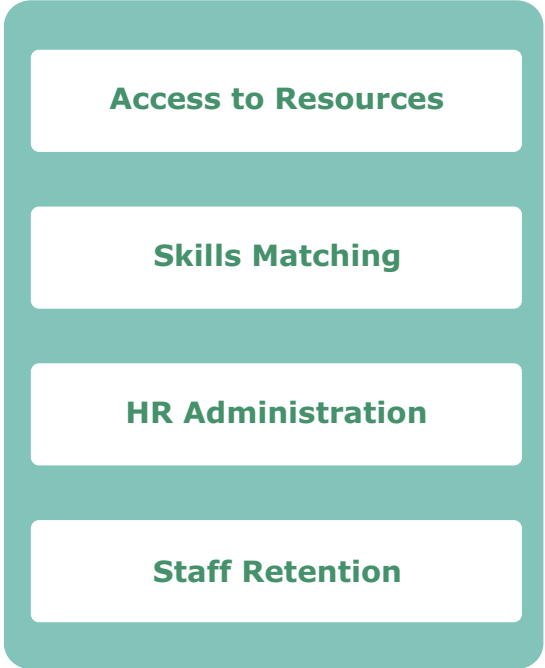 Access to Resources
Skills Matching
HR Administration
Staff Retention